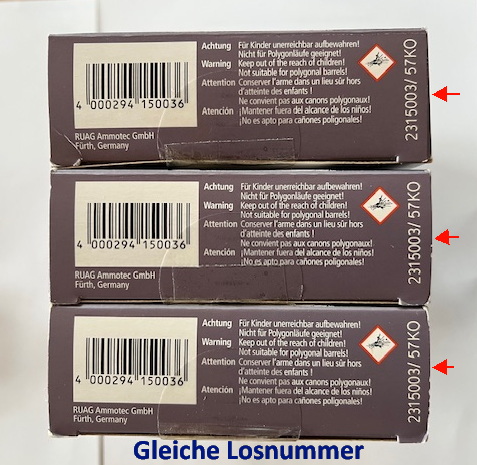 Achtung Für Kinder unerreichbar aufbewahren!
Nicht für Polygonläufe geeignet!
Warning Keep out of the reach of children!
Not suitable for polygonal barrels!
Attention Conserver l'arme dans un lieu sûr hors
d'atteinte des enfants !
Ne convient pas aux canons polygonaux!
Atención ¡Mantener fuera del alcance de los niños!
¡No es apto para cañones poligonales!
4 000294 150036
RUAG Ammotec GmbH
Fürth, Germany
2315003/ 57KO
Achtung Für Kinder unerreichbar aufbewahren!
Nicht für Polygonläufe geeignet!
Warning Keep out of the reach of children!
Not suitable for polygonal barrels!
Attention Conserver l'arme dans un lieu sûr hors
d'atteinte des enfants !
Ne convient pas aux canons polygonaux!
Atención ¡Mantener fuera del alcance de los niños!
¡No es apto para cañones poligonales!
4 000294 150036
RUAG Ammotec GmbH
Fürth, Germany
2315003/ 57KO
Achtung Für Kinder unerreichbar aufbewahren!
Nicht für Polygonläufe geeignet!
Warning Keep out of the reach of children!
Not suitable for polygonal barrels!
Attention Conserver l'arme dans un lieu sûr hors
d'atteinte des enfants !
Ne convient pas aux canons polygonaux!
Atención ¡Mantener fuera del alcance de los niños!
¡No es apto para cañones poligonales!
4 000294 150036
RUAG Ammotec GmbH
Fürth, Germany
2315003/ 57KO
Gleiche Losnummer